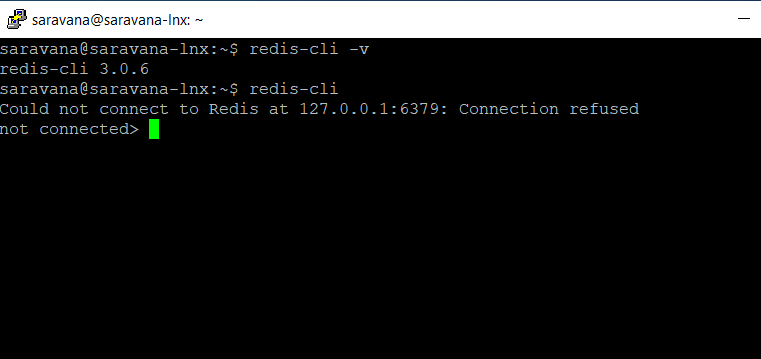 saravana@saravana-lnx: ~
saravana@saravana-lnx:~$ redis-cli -v
redis-cli 3.0.6
saravana@saravana-lnx:~$ redis-cli
Could not connect to Redis at 127.0.0.1:6379: Connection refused
not connected>